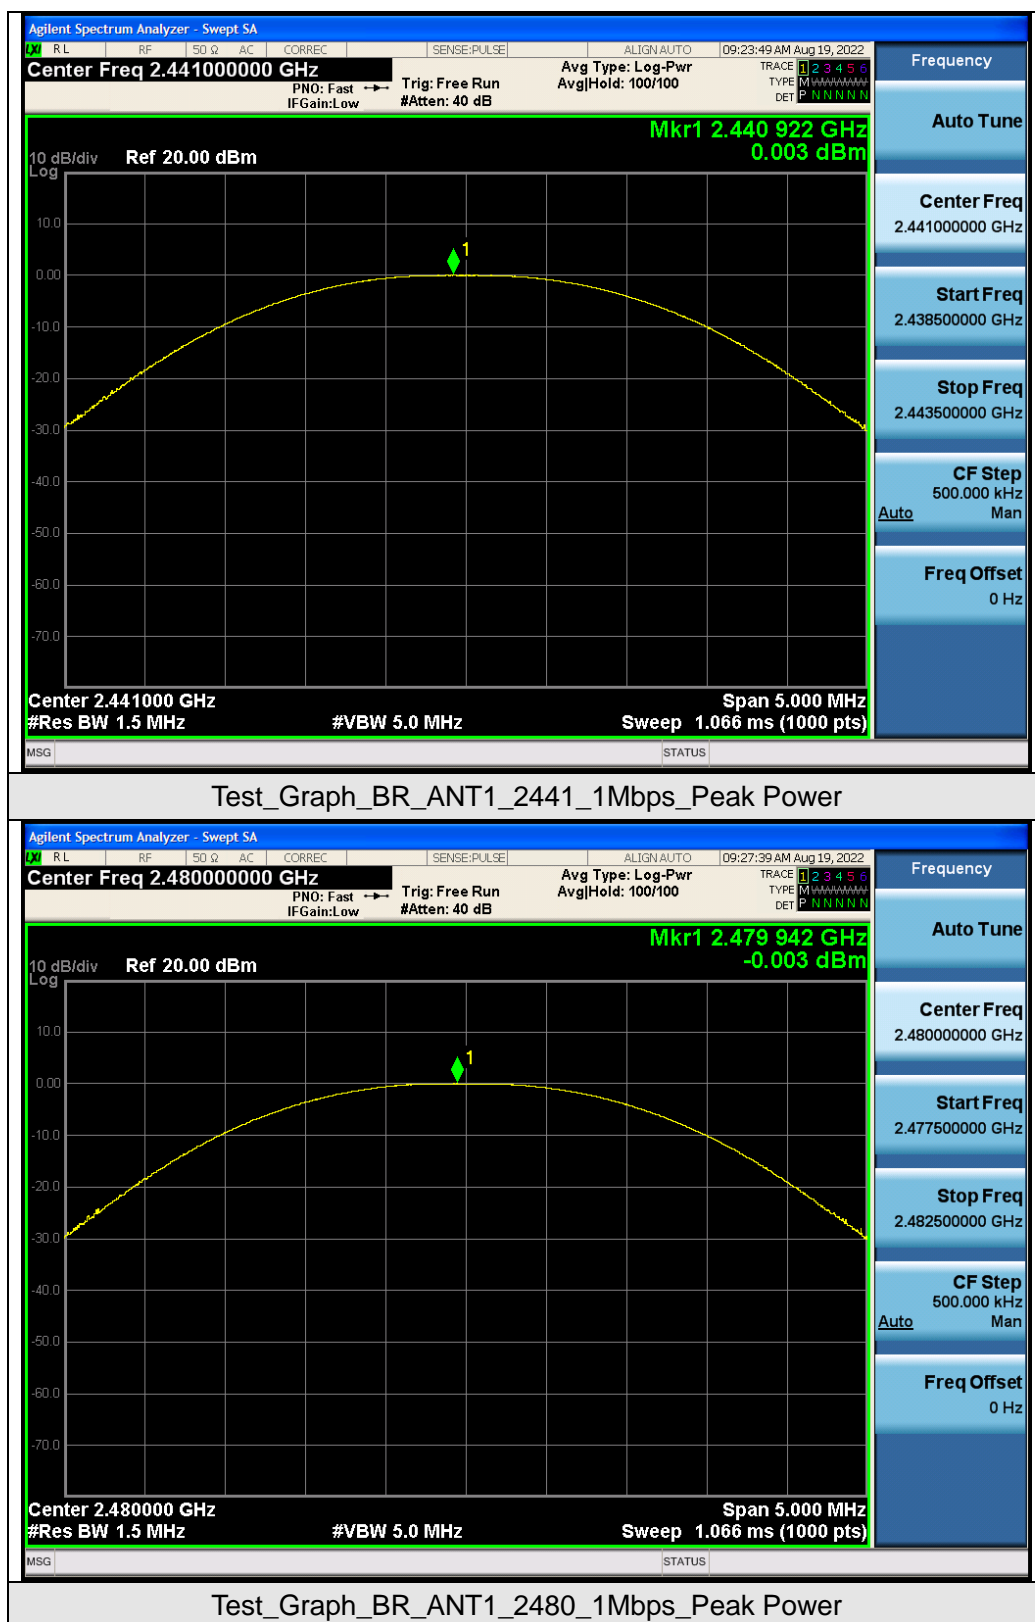 Agilent Spectrum Analyzer - Swept SA
LXI RL RF 50 Ω AC CORREC SENSE:PULSE ALIGN AUTO 09:23:49 AM Aug 19, 2022
Center Freq 2.441000000 GHz
PNO: Fast
IFGain:Low
Trig: Free Run
#Atten: 40 dB
Avg Type: Log-Pwr
Avg|Hold: 100/100
TRACE 1 2 3 4 5 6
TYPE M
DET P N N N N N
Mkr1 2.440 922 GHz
0.003 dBm
10 dB/div Ref 20.00 dBm
Log
10.0
0.00
-10.0
-20.0
-30.0
-40.0
-50.0
-60.0
-70.0
1
Center 2.441000 GHz Span 5.000 MHz
#Res BW 1.5 MHz #VBW 5.0 MHz Sweep 1.066 ms (1000 pts)
MSG STATUS
Frequency
Auto Tune
Center Freq
2.441000000 GHz
Start Freq
2.438500000 GHz
Stop Freq
2.443500000 GHz
CF Step
500.000 kHz
Auto Man
Freq Offset
0 Hz
Test_Graph_BR_ANT1_2441_1Mbps_Peak Power
Agilent Spectrum Analyzer - Swept SA
LXI RL RF 50 Ω AC CORREC SENSE:PULSE ALIGN AUTO 09:27:39 AM Aug 19, 2022
Center Freq 2.480000000 GHz
PNO: Fast
IFGain:Low
Trig: Free Run
#Atten: 40 dB
Avg Type: Log-Pwr
Avg|Hold: 100/100
TRACE 1 2 3 4 5 6
TYPE M
DET P N N N N N
Mkr1 2.479 942 GHz
-0.003 dBm
10 dB/div Ref 20.00 dBm
Log
10.0
0.00
-10.0
-20.0
-30.0
-40.0
-50.0
-60.0
-70.0
1
Center 2.480000 GHz Span 5.000 MHz
#Res BW 1.5 MHz #VBW 5.0 MHz Sweep 1.066 ms (1000 pts)
MSG STATUS
Frequency
Auto Tune
Center Freq
2.480000000 GHz
Start Freq
2.477500000 GHz
Stop Freq
2.482500000 GHz
CF Step
500.000 kHz
Auto Man
Freq Offset
0 Hz
Test_Graph_BR_ANT1_2480_1Mbps_Peak Power